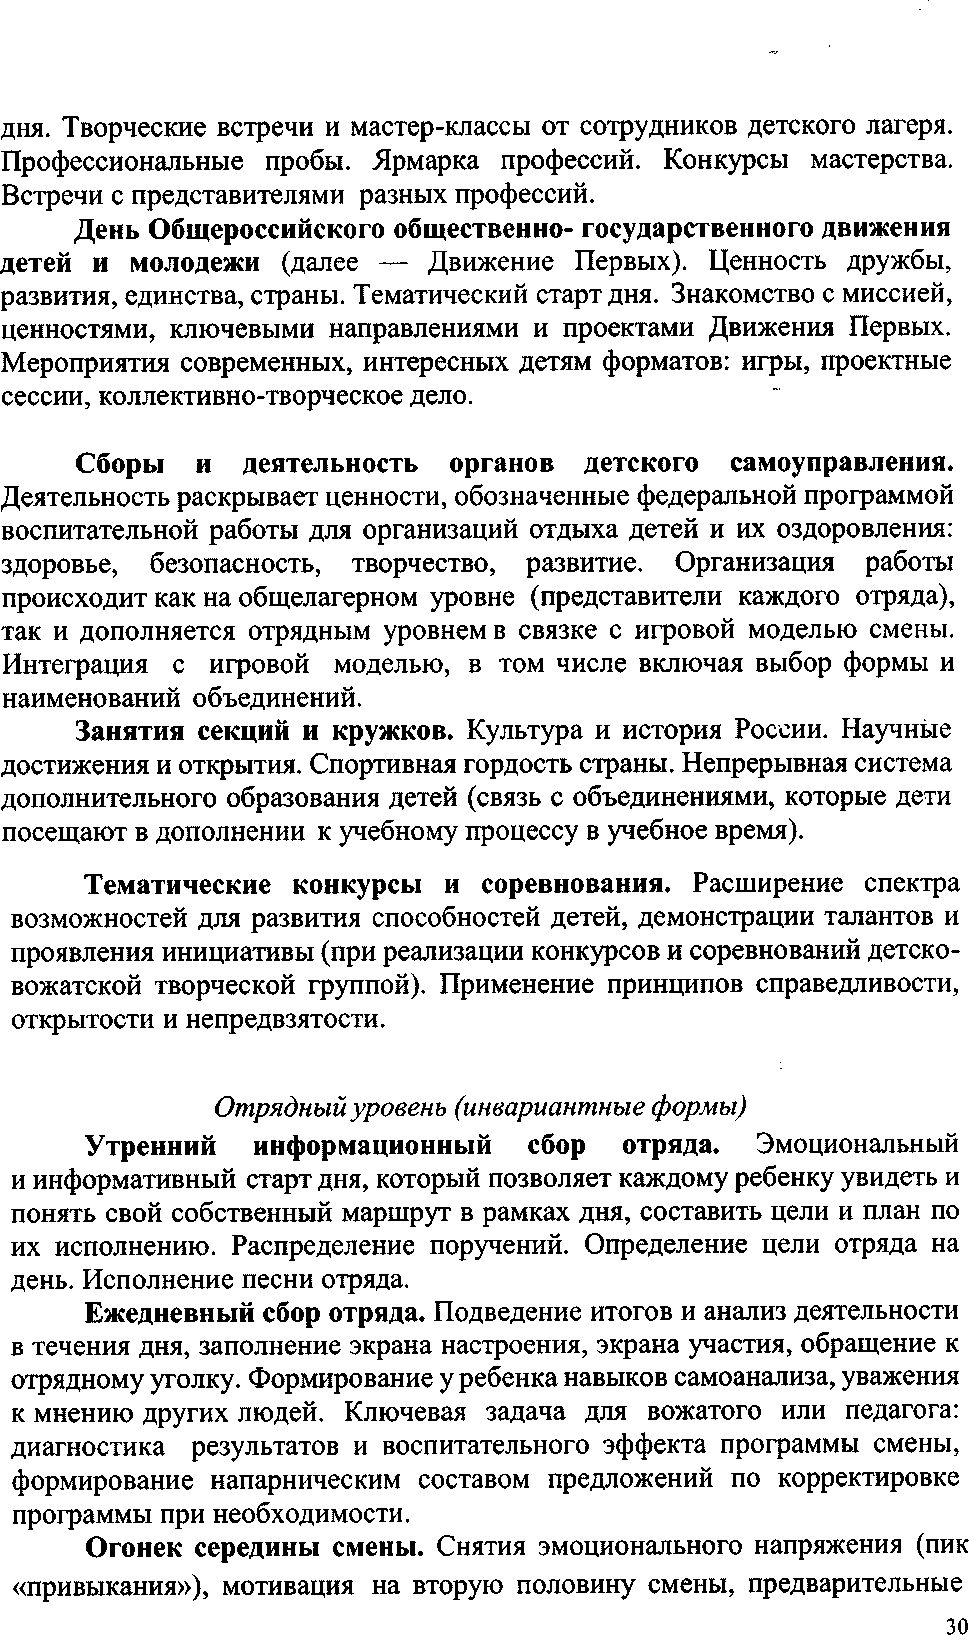 дня. Творческие встречи и мастер-классы от сотрудников детского лагеря.
Профессиональные пробы. Ярмарка профессий. Конкурсы мастерства.
Встречи с представителями разных профессий.
День Общероссийского общественно- государственного движения
детей и молодежи (далее — Движение Первых). Ценность дружбы,
развития, единства, страны. Тематический старт дня. Знакомство с миссией,
ценностями, ключевыми направлениями и проектами Движения Первых.
Мероприятия современных, интересных детям форматов: игры, проектные
сессии, коллективно-творческое дело.
Сборы и деятельность органов детского самоуправления.
Деятельность раскрывает ценности, обозначенные федеральной программой
воспитательной работы для организаций отдыха детей и их оздоровления:
здоровье, безопасность, творчество, развитие. Организация работы
происходит как на общелагерном уровне (представители каждого отряда),
так и дополняется отрядным уровнем в связке с игровой моделью смены.
Интеграция с игровой моделью, в том числе включая выбор формы и
наименований объединений.
Занятия секций и кружков. Культура и история России. Научные
достижения и открытия. Спортивная гордость страны. Непрерывная система
дополнительного образования детей (связь с объединениями, которые дети
посещают в дополнении к учебному процессу в учебное время).
Тематические конкурсы и соревнования. Расширение спектра
возможностей для развития способностей детей, демонстрации талантов и
проявления инициативы (при реализации конкурсов и соревнований детско-
вожатской творческой группой). Применение принципов справедливости,
открытости и непредвзятости.
Отрядный уровень (инвариантные формы)
Утренний информационный сбор отряда. Эмоциональный
и информативный старт дня, который позволяет каждому ребенку увидеть и
понять свой собственный маршрут в рамках дня, составить цели и план по
их исполнению. Распределение поручений. Определение цели отряда на
день. Исполнение песни отряда.
Ежедневный сбор отряда. Подведение итогов и анализ деятельности
в течения дня, заполнение экрана настроения, экрана участия, обращение к
отрядному уголку. Формирование у ребенка навыков самоанализа, уважения
к мнению других людей. Ключевая задача для вожатого или педагога:
диагностика результатов и воспитательного эффекта программы смены,
формирование напарническим составом предложений по корректировке
программы при необходимости.
Огонек середины смены. Снятия эмоционального напряжения (пик
«привыкания»), мотивация на вторую половину смены, предварительные
30